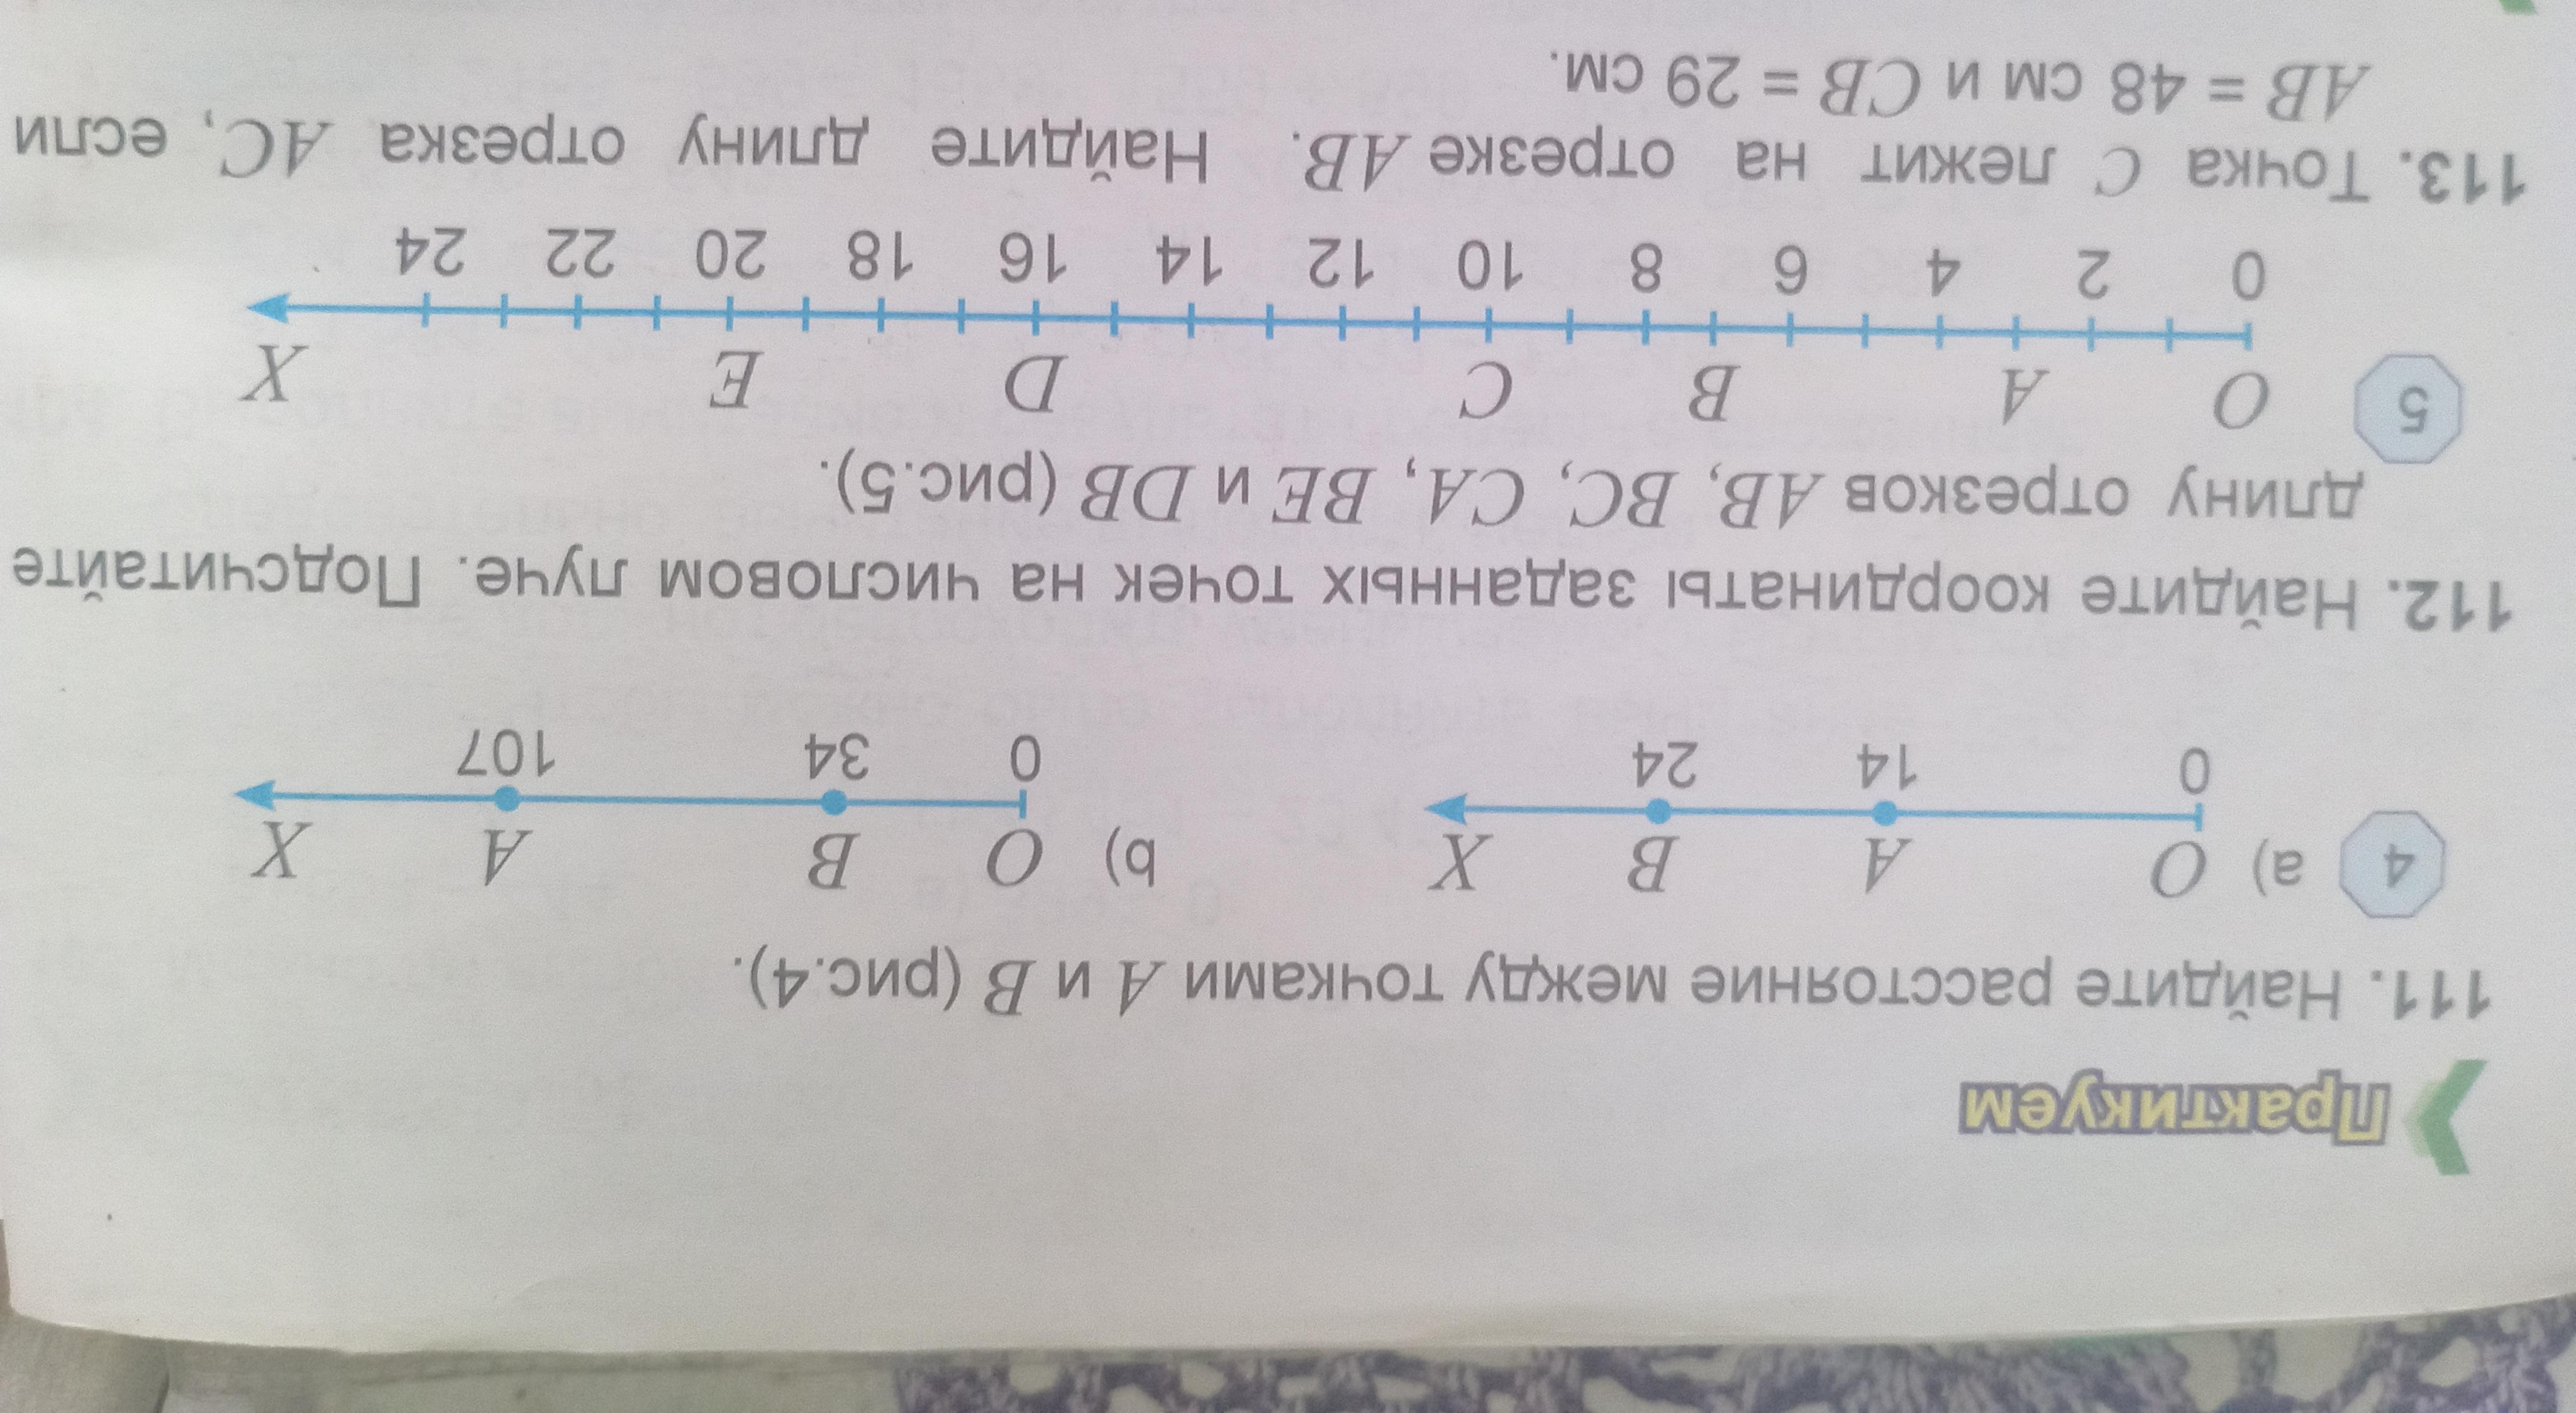 Практикуем
111. Найдите расстояние между точками A и B (рис.4).
4 a) O A B X b) O B A X
0 14 24 0 34 107
112. Найдите координаты заданных точек на числовом луче. Подсчитайте
длину отрезков AB, BC, CA, BE и DB (рис.5).
5 O A B C D E X
0 2 4 6 8 10 12 14 16 18 20 22 24
113. Точка C лежит на отрезке AB. Найдите длину отрезка AC, если
AB = 48 см и CB = 29 см.